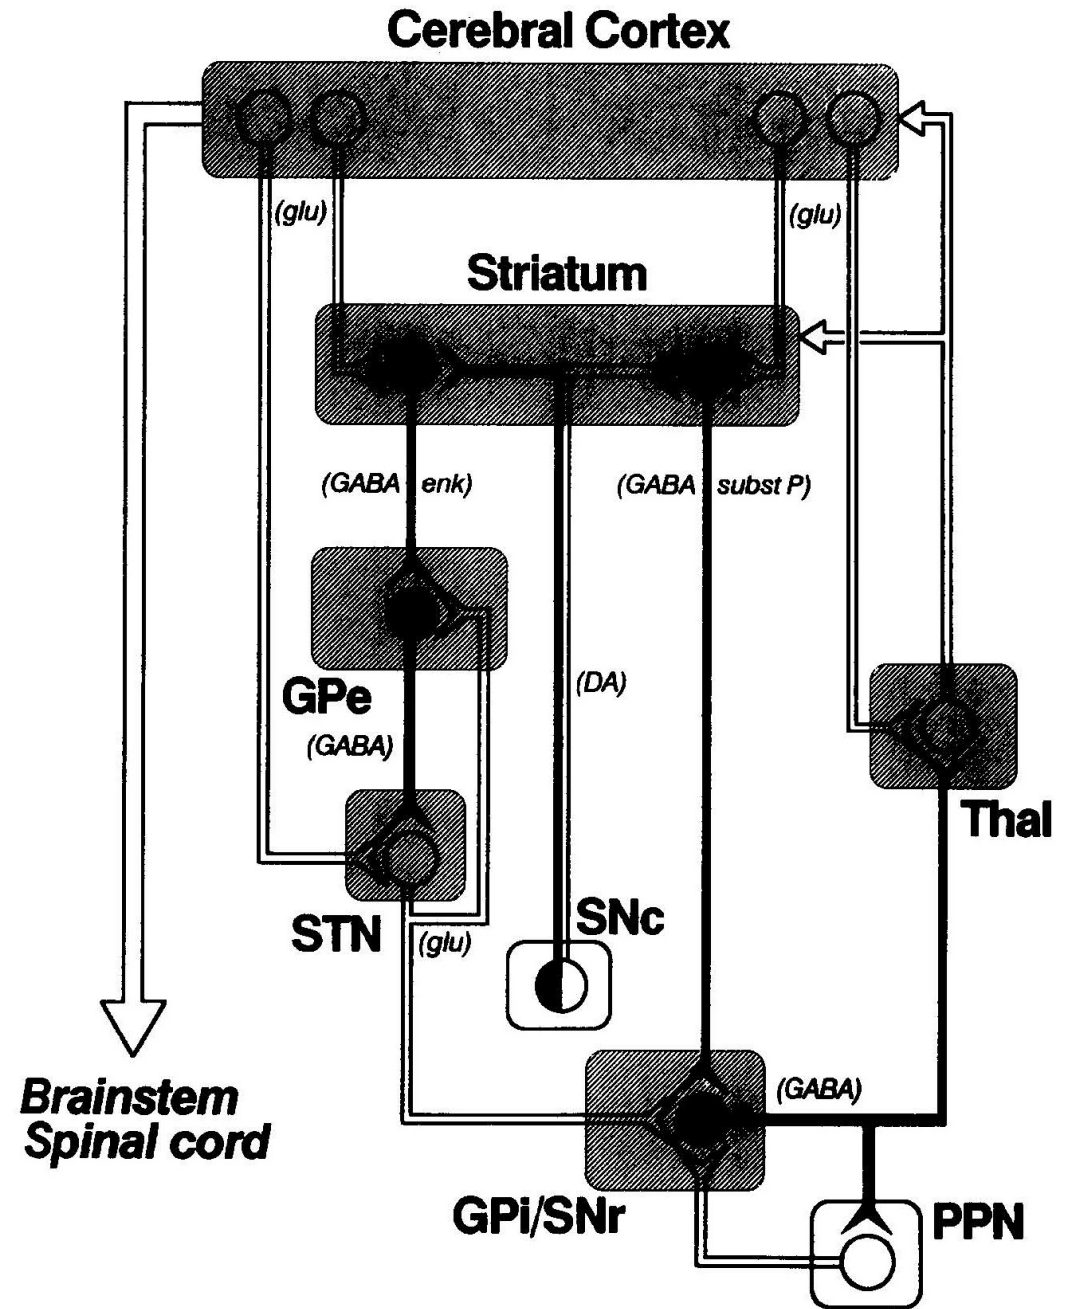 Cerebral Cortex
(glu)
(glu)
Striatum
(GABA enk)
(GABA subst P)
GPe
(DA)
(GABA)
Thal
STN
(glu)
SNc
(GABA)
Brainstem
Spinal cord
GPi/SNr
PPN